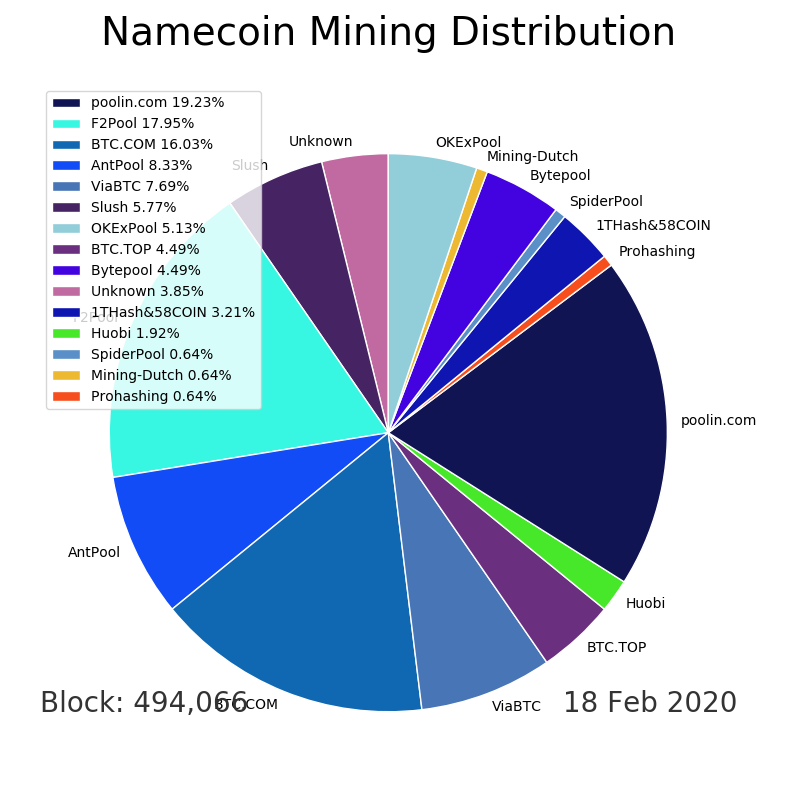 Namecoin Mining Distribution
poolin.com 19.23%
F2Pool 17.95%
BTC.COM 16.03%
AntPool 8.33%
ViaBTC 7.69%
Slush 5.77%
OKExPool 5.13%
BTC.TOP 4.49%
Bytepool 4.49%
Unknown 3.85%
1THash&58COIN 3.21%
Huobi 1.92%
SpiderPool 0.64%
Mining-Dutch 0.64%
Prohashing 0.64%
Unknown
OKExPool
Mining-Dutch
Slush
Bytepool
SpiderPool
1THash&58COIN
Prohashing
F2Pool
poolin.com
AntPool
Huobi
BTC.TOP
BTC.COM
ViaBTC
Block: 494,066
18 Feb 2020